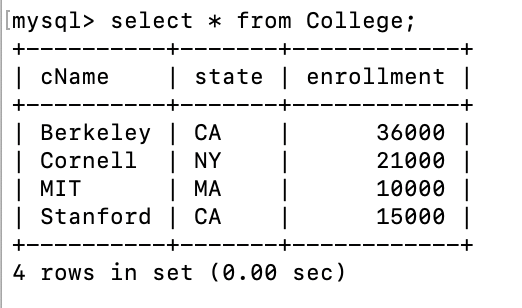 [mysql> select * from College;
+----------+-------+------------+
| cName    | state | enrollment |
+----------+-------+------------+
| Berkeley | CA    |      36000 |
| Cornell  | NY    |      21000 |
| MIT      | MA    |      10000 |
| Stanford | CA    |      15000 |
+----------+-------+------------+
4 rows in set (0.00 sec)